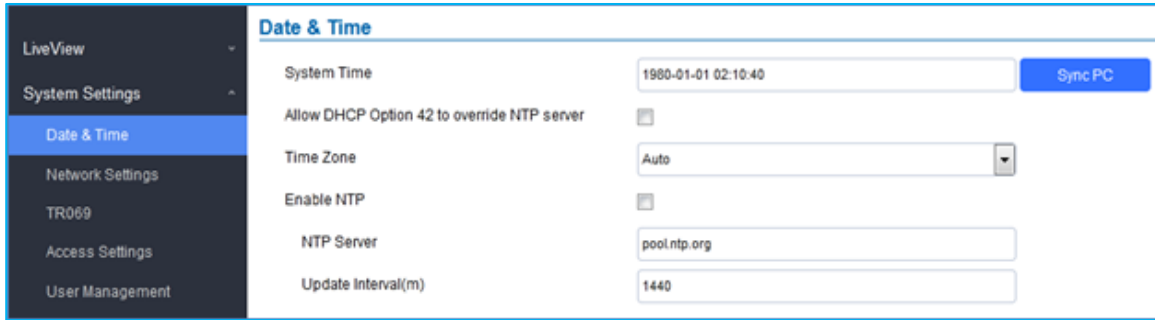 LiveView
System Settings
Date & Time
Network Settings
TR069
Access Settings
User Management
Date & Time
System Time 1980-01-01 02:10:40 Sync PC
Allow DHCP Option 42 to override NTP server
Time Zone Auto
Enable NTP
NTP Server pool.ntp.org
Update Interval(m) 1440